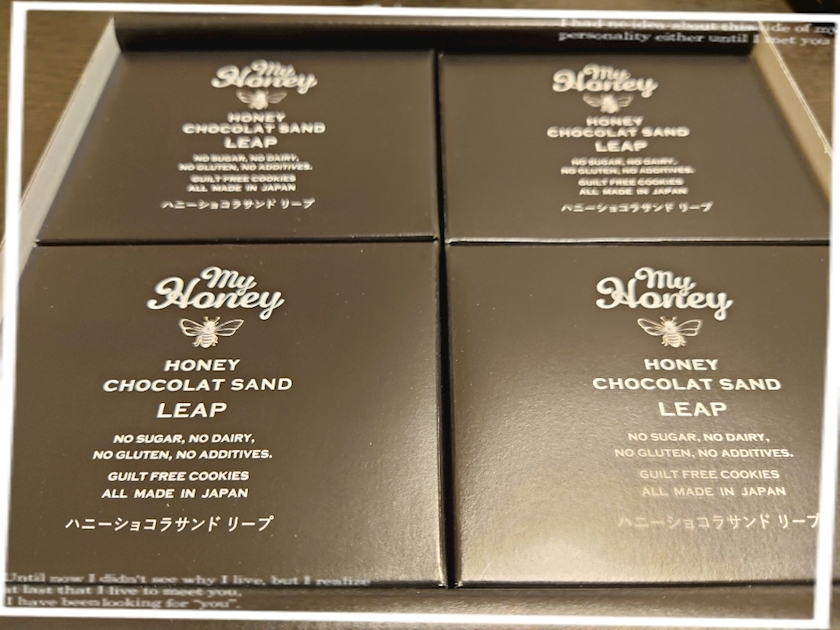 I had no idea about this side of my
personality either until I met you
My
Honey
HONEY
CHOCOLAT SAND
LEAP
NO SUGAR, NO DAIRY,
NO GLUTEN, NO ADDITIVES.
GUILT FREE COOKIES
ALL MADE IN JAPAN
ハニーショコラサンド リープ
My
Honey
HONEY
CHOCOLAT SAND
LEAP
NO SUGAR, NO DAIRY,
NO GLUTEN, NO ADDITIVES.
GUILT FREE COOKIES
ALL MADE IN JAPAN
ハニーショコラサンド リープ
My
Honey
HONEY
CHOCOLAT SAND
LEAP
NO SUGAR, NO DAIRY,
NO GLUTEN, NO ADDITIVES.
GUILT FREE COOKIES
ALL MADE IN JAPAN
ハニーショコラサンド リープ
My
Honey
HONEY
CHOCOLAT SAND
LEAP
NO SUGAR, NO DAIRY,
NO GLUTEN, NO ADDITIVES.
GUILT FREE COOKIES
ALL MADE IN JAPAN
ハニーショコラサンド リープ
Until now I didn't see why I live, but I realize
at last that I live to meet you.
I have been looking for "you".